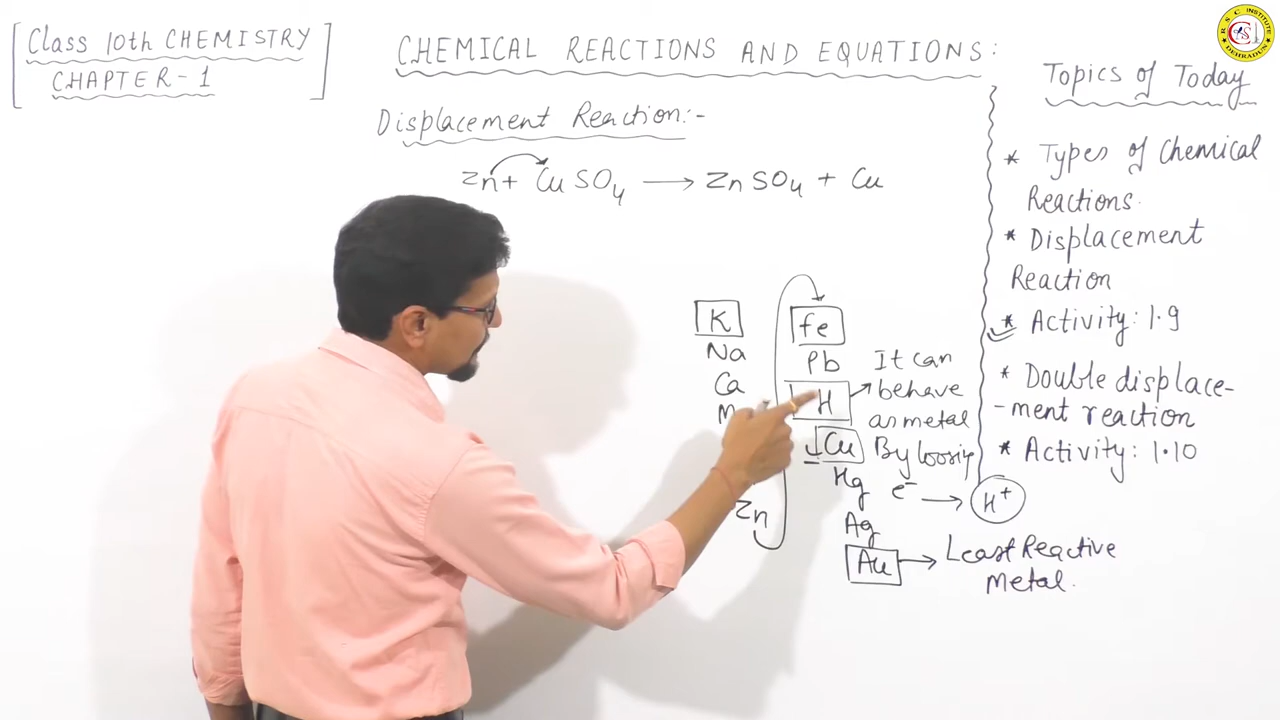 Class 10th CHEMISTRY
CHAPTER-1
CHEMICAL REACTIONS AND EQUATIONS:
Displacement Reaction:-
Zn + CuSO4 → ZnSO4 + Cu
K
Na
Ca
Zn
Fe
Pb
H
Cu
Hg
Ag
Au → Least Reactive
Metal.
It can
behave
as metal
By loosing
e⁻ → H⁺
Topics of Today
* Types of Chemical
Reactions.
* Displacement
Reaction
* Activity: 1.9
* Double displace-
-ment reaction
* Activity: 1.10
R S C INSTITUTE
DEHRADUN